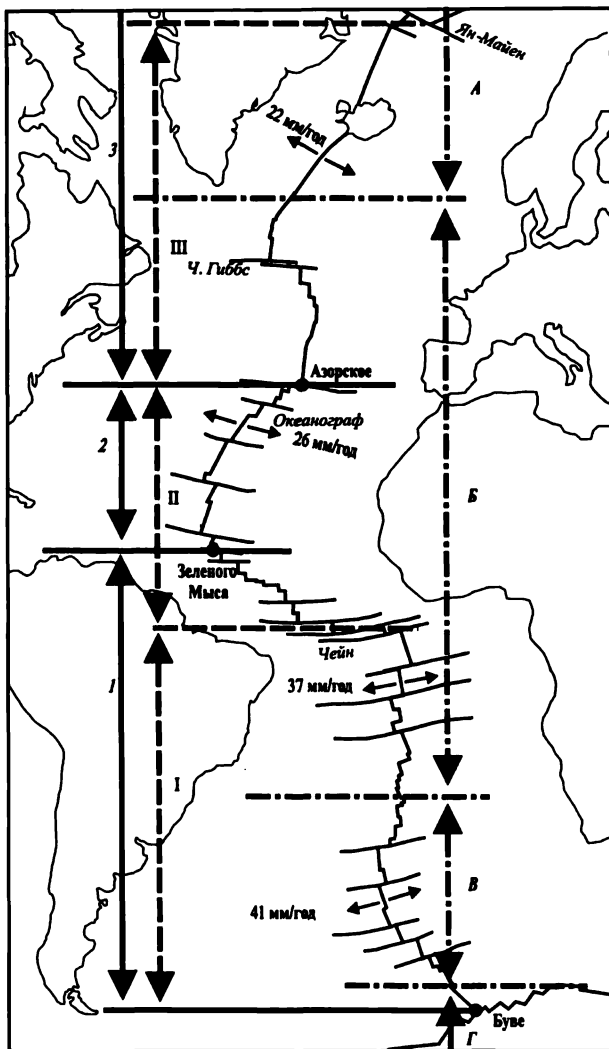 Ян-Майен
А
22 мм/год
3
III
Ч. Гиббс
Азорское
Океанограф
26 мм/год
2
II
Б
Зеленого
Мыса
Чейн
37 мм/год
1
I
В
41 мм/год
Буве
Г